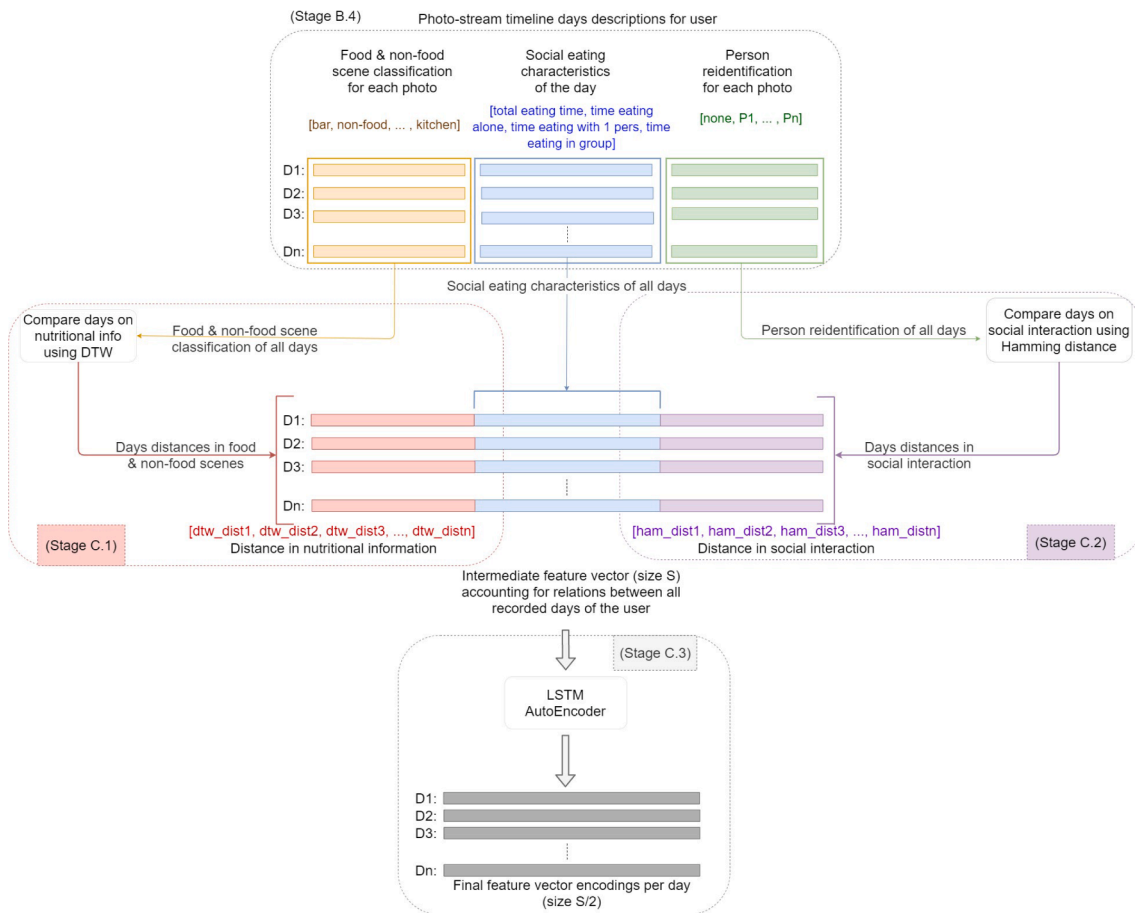 (Stage B.4)
Photo-stream timeline days descriptions for user
Food & non-food
scene classification
for each photo
[bar, non-food, ... , kitchen]
Social eating
characteristics
of the day
[total eating time, time eating
alone, time eating with 1 pers, time
eating in group]
Person
reidentification
for each photo
[none, P1, ... , Pn]
D1:
D2:
D3:
Dn:
Social eating characteristics of all days
Compare days on
nutritional info
using DTW
Food & non-food scene
classification of all days
Person reidentification of all days
Compare days on
social interaction using
Hamming distance
D1:
D2:
D3:
Dn:
Days distances in food
& non-food scenes
Days distances in
social interaction
(Stage C.1)
[dtw_dist1, dtw_dist2, dtw_dist3, ..., dtw_distn]
Distance in nutritional information
[ham_dist1, ham_dist2, ham_dist3, ..., ham_distn]
Distance in social interaction
(Stage C.2)
Intermediate feature vector (size S)
accounting for relations between all
recorded days of the user
(Stage C.3)
LSTM
AutoEncoder
D1:
D2:
D3:
Dn:
Final feature vector encodings per day
(size S/2)